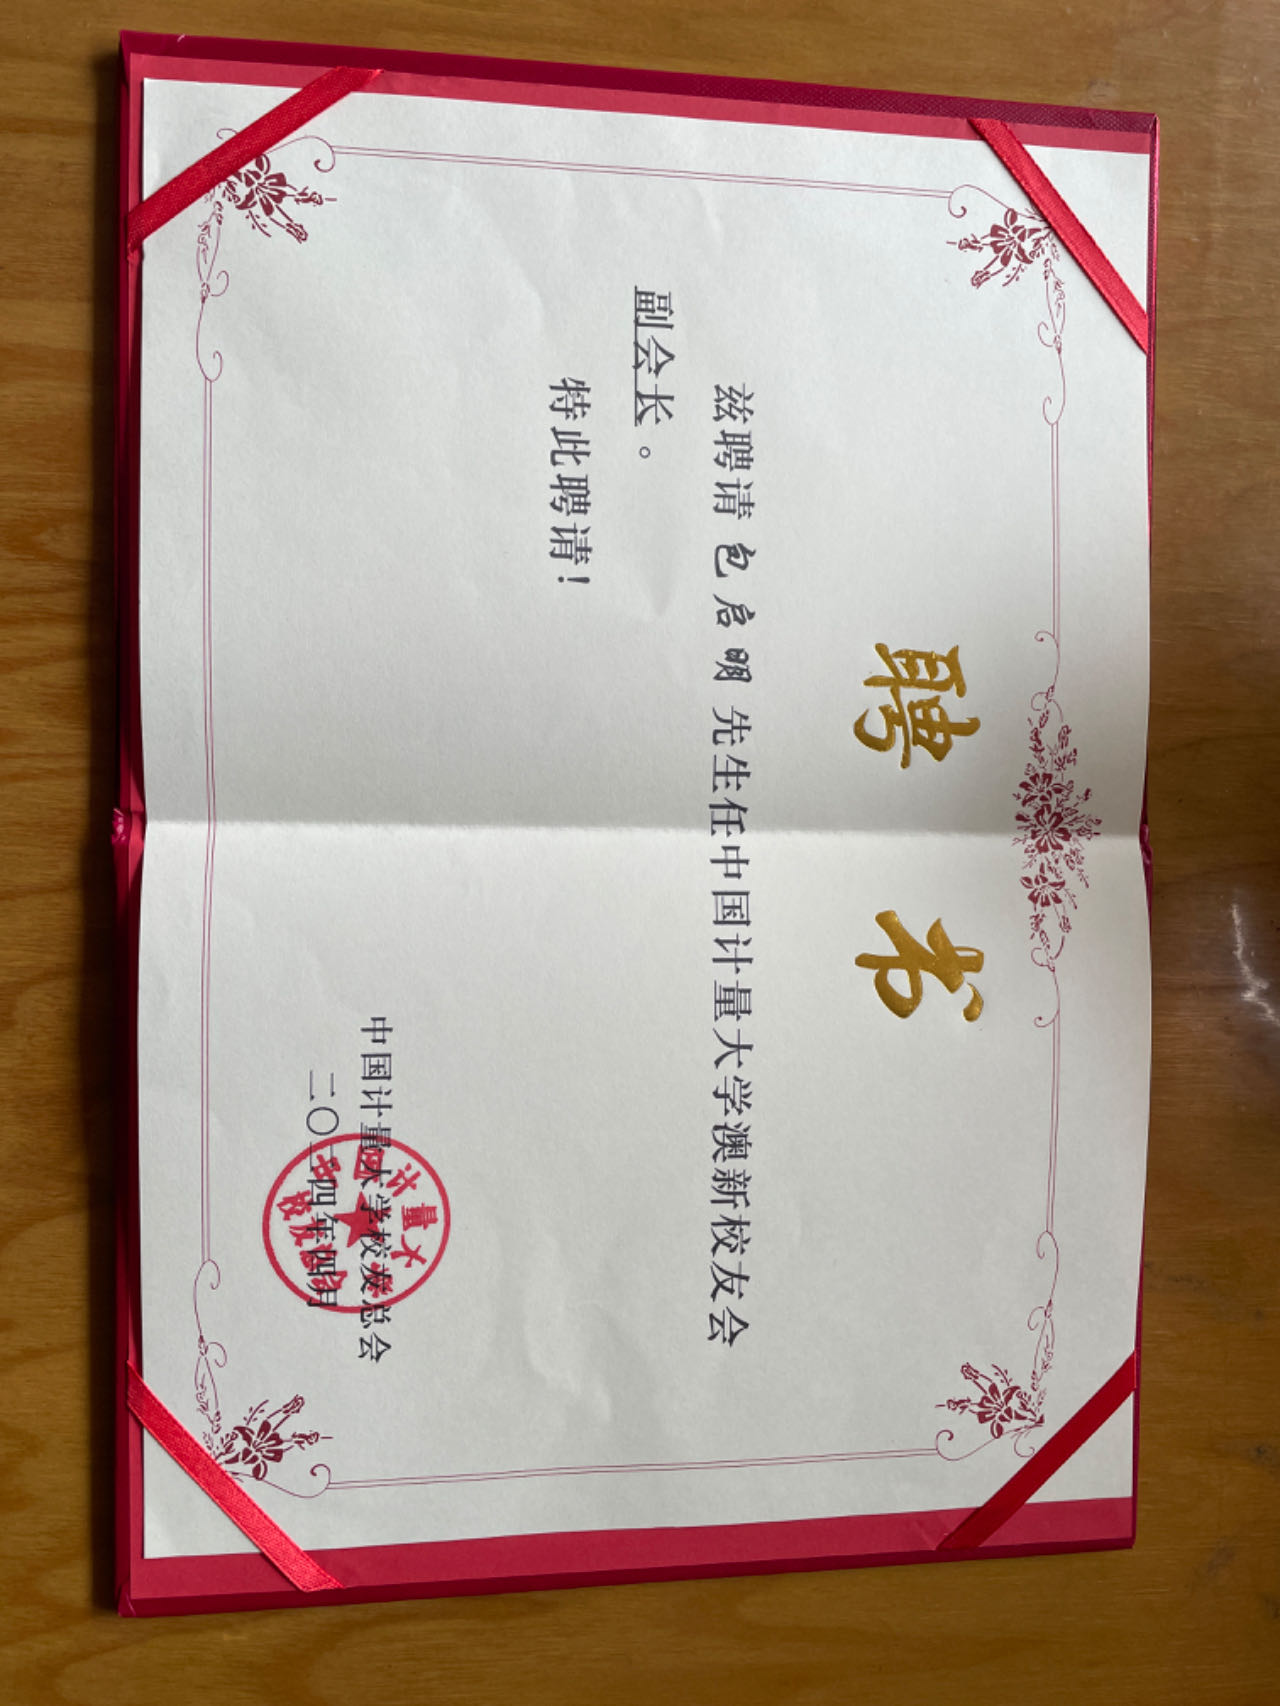 聘 书
兹聘请 包启明 先生任中国计量大学澳新校友会
副会长。
特此聘请!
中国计量大学校友总会
二〇二四年四月
中国计量大学
校友总会